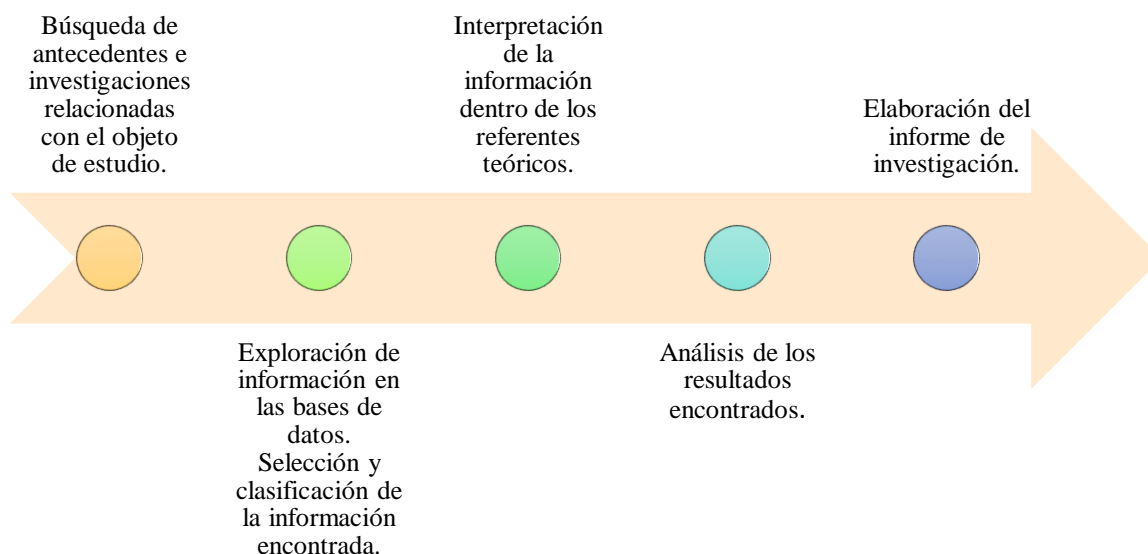 Búsqueda de
antecedentes e
investigaciones
relacionadas
con el objeto
de estudio.
Exploración de
información en
las bases de
datos.
Selección y
clasificación de
la información
encontrada.
Interpretación
de la
información
dentro de los
referentes
teóricos.
Análisis de los
resultados
encontrados.
Elaboración del
informe de
investigación.